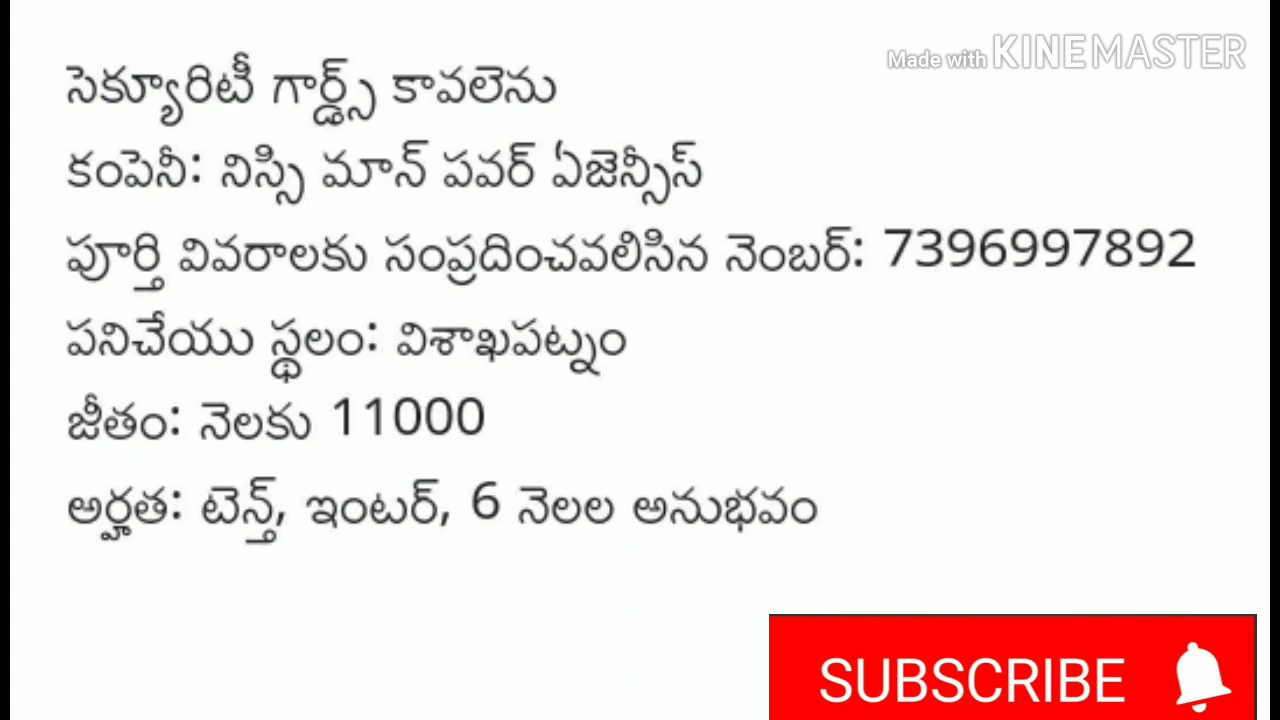 Made with KINEMASTER
సెక్యూరిటీ గార్డ్స్ కావలెను
కంపెనీ: నిస్సి మాన్ పవర్ ఏజెన్సీస్
పూర్తి వివరాలకు సంప్రదించవలిసిన నెంబర్: 7396997892
పనిచేయు స్థలం: విశాఖపట్నం
జీతం: నెలకు 11000
అర్హత: టెన్త్, ఇంటర్, 6 నెలల అనుభవం
SUBSCRIBE